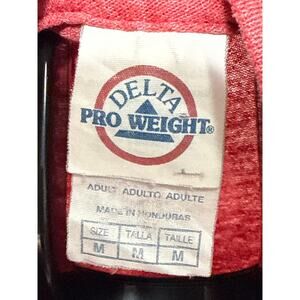 DELTA
PRO WEIGHT®
ADULT ADULTO ADULTE
MADE IN HONDURAS
SIZE TALLA TAILLE
M M M